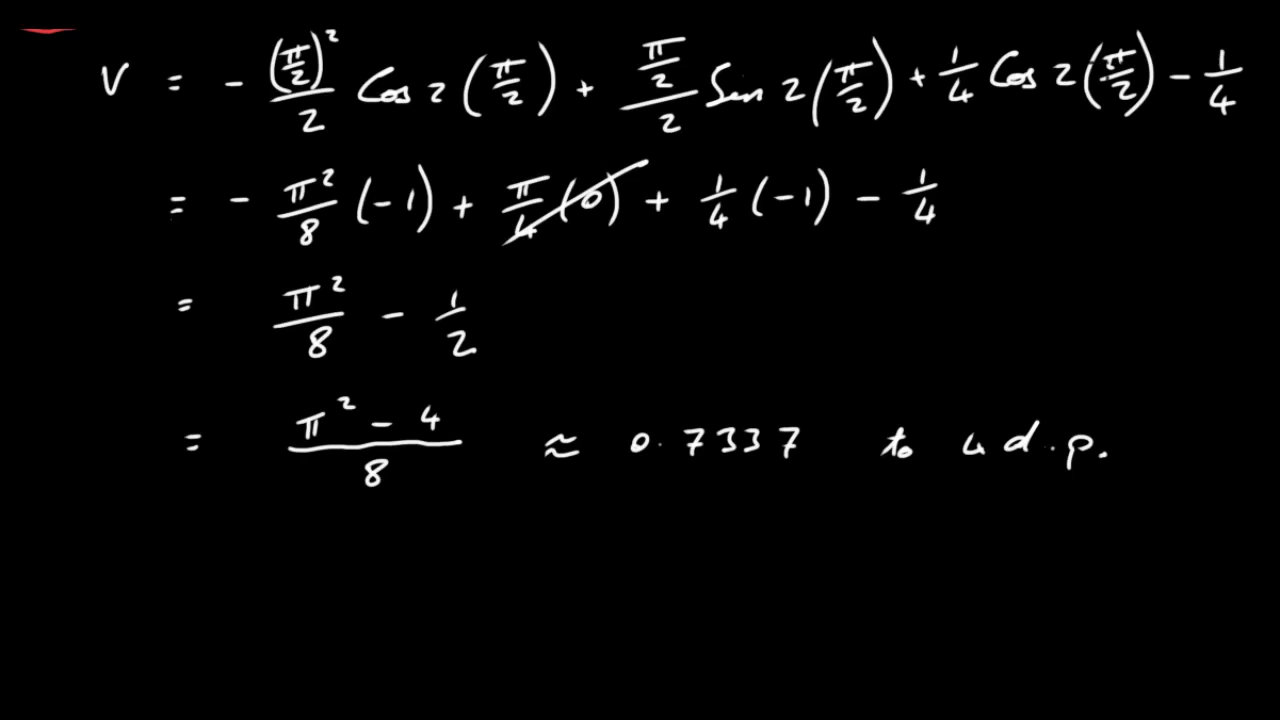 V = - (π/2)²/2 Cos 2(π/2) + π/2/2 Sin 2(π/2) + 1/4 Cos 2(π/2) - 1/4
= - π²/8 (-1) + π/4 (0) + 1/4 (-1) - 1/4
= π²/8 - 1/2
= π² - 4/8 ≈ 0.7337 to 4 d.p.